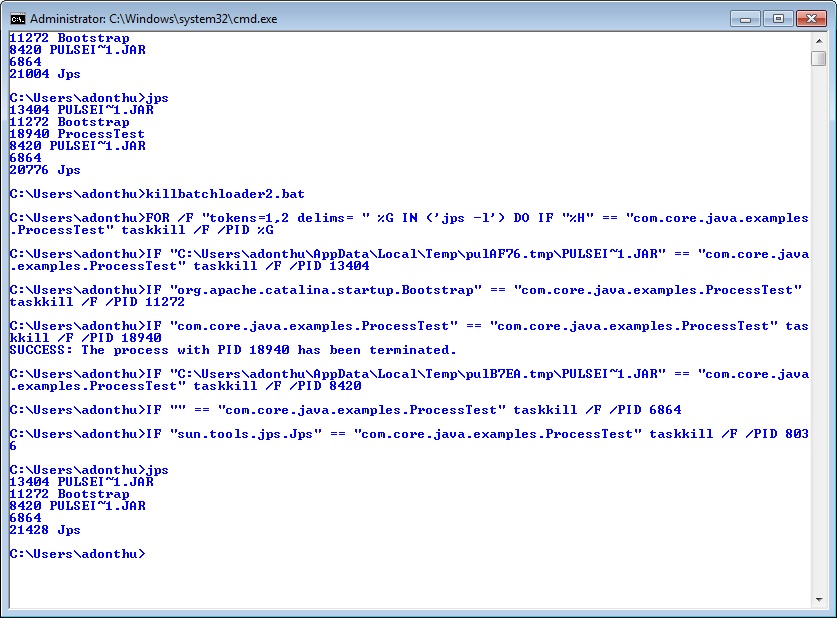 Administrator: C:\Windows\system32\cmd.exe
11272 Bootstrap
8420 PULSEI~1.JAR
6864
21004 Jps
C:\Users\adonthu>jps
13404 PULSEI~1.JAR
11272 Bootstrap
18940 ProcessTest
8420 PULSEI~1.JAR
6864
20776 Jps
C:\Users\adonthu>killbatchloader2.bat
C:\Users\adonthu>FOR /F "tokens=1,2 delims= " %G IN ('jps -l') DO IF "%H" == "com.core.java.examples
.ProcessTest" taskkill /F /PID %G
C:\Users\adonthu>IF "C:\Users\adonthu\AppData\Local\Temp\pulAF76.tmp\PULSEI~1.JAR" == "com.core.java
.examples.ProcessTest" taskkill /F /PID 13404
C:\Users\adonthu>IF "org.apache.catalina.startup.Bootstrap" == "com.core.java.examples.ProcessTest"
taskkill /F /PID 11272
C:\Users\adonthu>IF "com.core.java.examples.ProcessTest" == "com.core.java.examples.ProcessTest" tas
kkill /F /PID 18940
SUCCESS: The process with PID 18940 has been terminated.
C:\Users\adonthu>IF "C:\Users\adonthu\AppData\Local\Temp\pulB7EA.tmp\PULSEI~1.JAR" == "com.core.java
.examples.ProcessTest" taskkill /F /PID 8420
C:\Users\adonthu>IF "" == "com.core.java.examples.ProcessTest" taskkill /F /PID 6864
C:\Users\adonthu>IF "sun.tools.jps.Jps" == "com.core.java.examples.ProcessTest" taskkill /F /PID 803
6
C:\Users\adonthu>jps
13404 PULSEI~1.JAR
11272 Bootstrap
8420 PULSEI~1.JAR
6864
21428 Jps
C:\Users\adonthu>